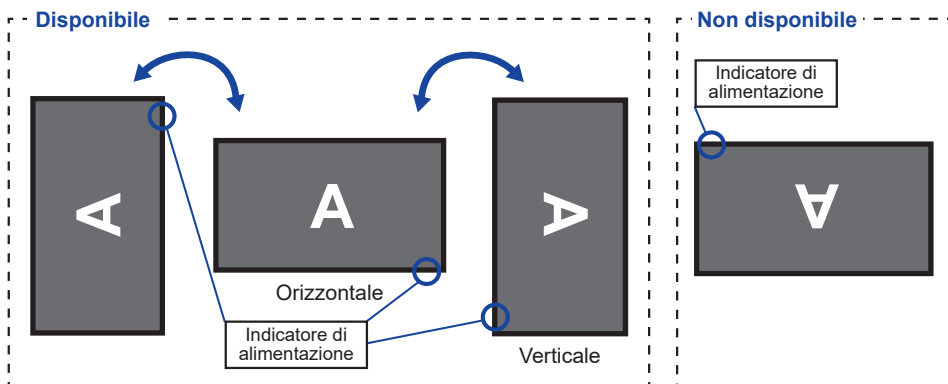 Disponibile
A
A
A
Orizzontale
Indicatore di
alimentazione
Verticale
Non disponibile
Indicatore di
alimentazione
A